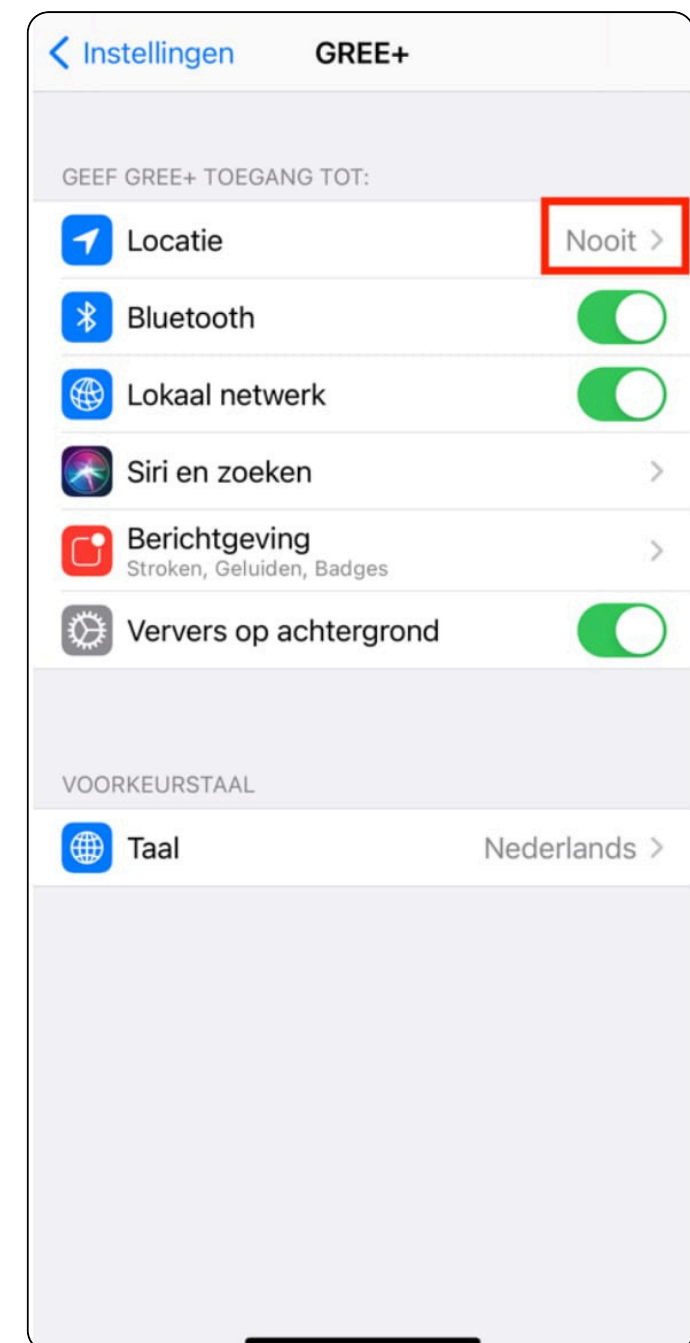 Instellingen GREE+
GEEF GREE+ TOEGANG TOT:
Locatie Nooit
Bluetooth
Lokaal netwerk
Siri en zoeken
Berichtgeving
Stroken, Geluiden, Badges
Ververs op achtergrond
VOORKEURSTAAL
Taal Nederlands